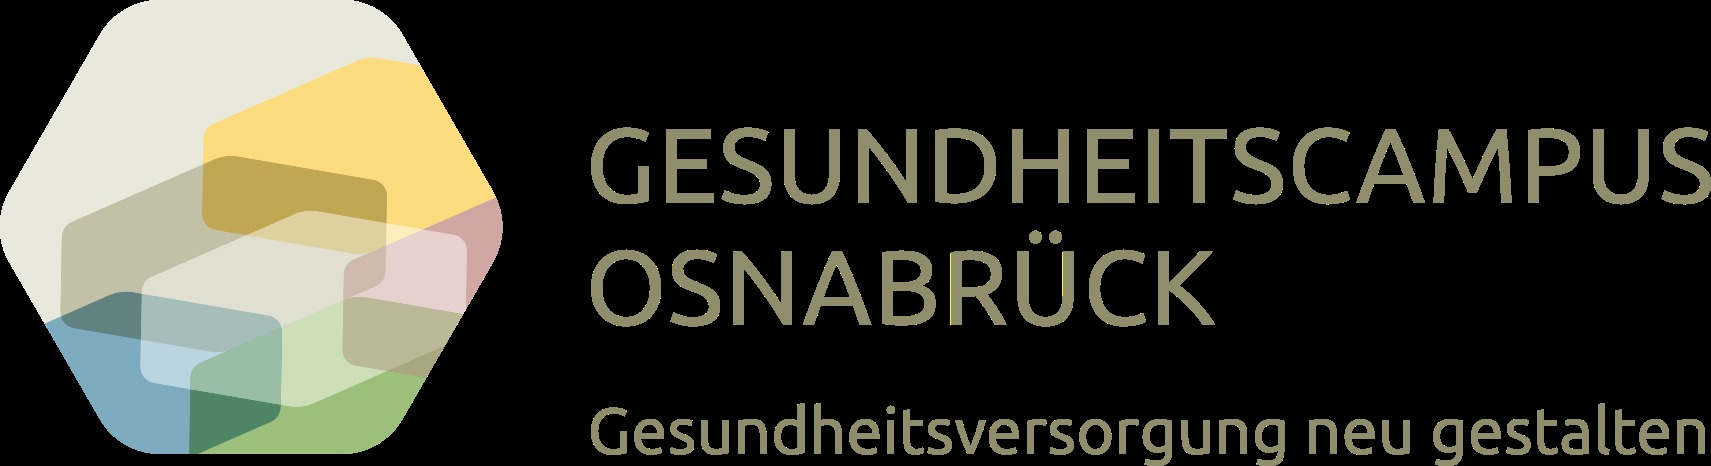 GESUNDHEITSCAMPUS
OSNABRÜCK
Gesundheitsversorgung neu gestalten